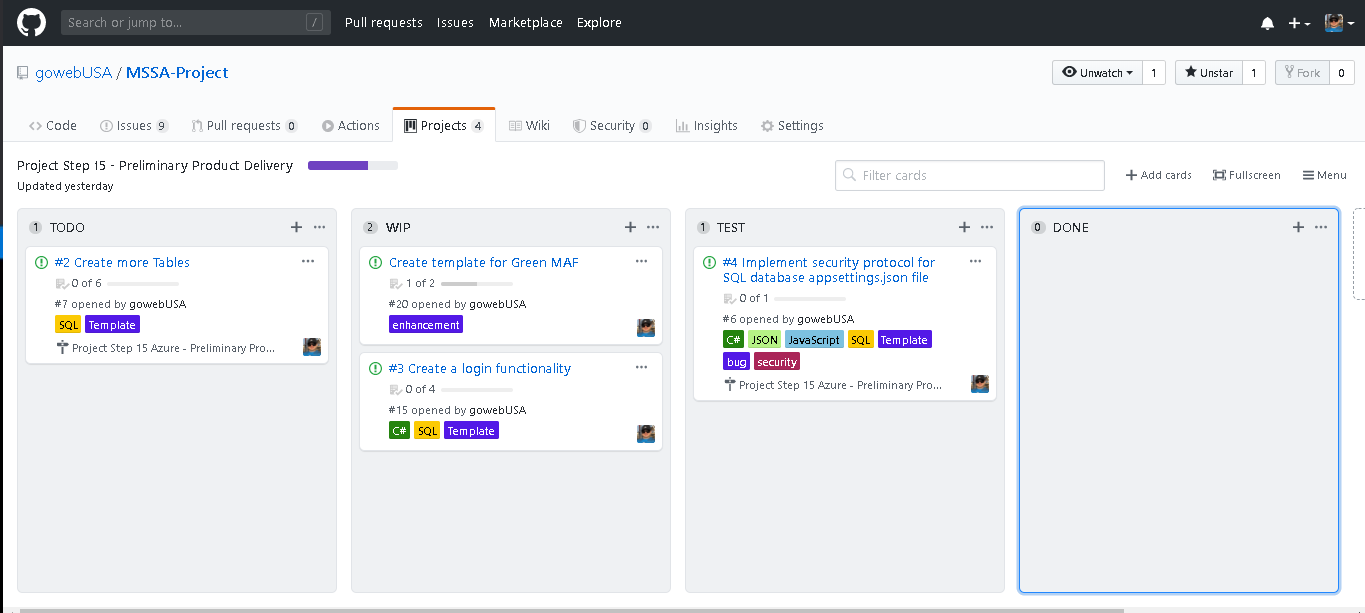 Search or jump to... /
Pull requests Issues Marketplace Explore
gowebUSA / MSSA-Project
Unwatch 1 Unstar 1 Fork 0
Code Issues 9 Pull requests 0 Actions Projects 4 Wiki Security 0 Insights Settings
Project Step 15 - Preliminary Product Delivery
Updated yesterday
Filter cards
Add cards Fullscreen Menu
1 TODO
#2 Create more Tables
0 of 6
#7 opened by gowebUSA
SQL Template
Project Step 15 Azure - Preliminary Pro...
2 WIP
Create template for Green MAF
1 of 2
#20 opened by gowebUSA
enhancement
#3 Create a login functionality
0 of 4
#15 opened by gowebUSA
C# SQL Template
1 TEST
#4 Implement security protocol for
SQL database appsettings.json file
0 of 1
#6 opened by gowebUSA
C# JSON JavaScript SQL Template
bug security
Project Step 15 Azure - Preliminary Pro...
0 DONE